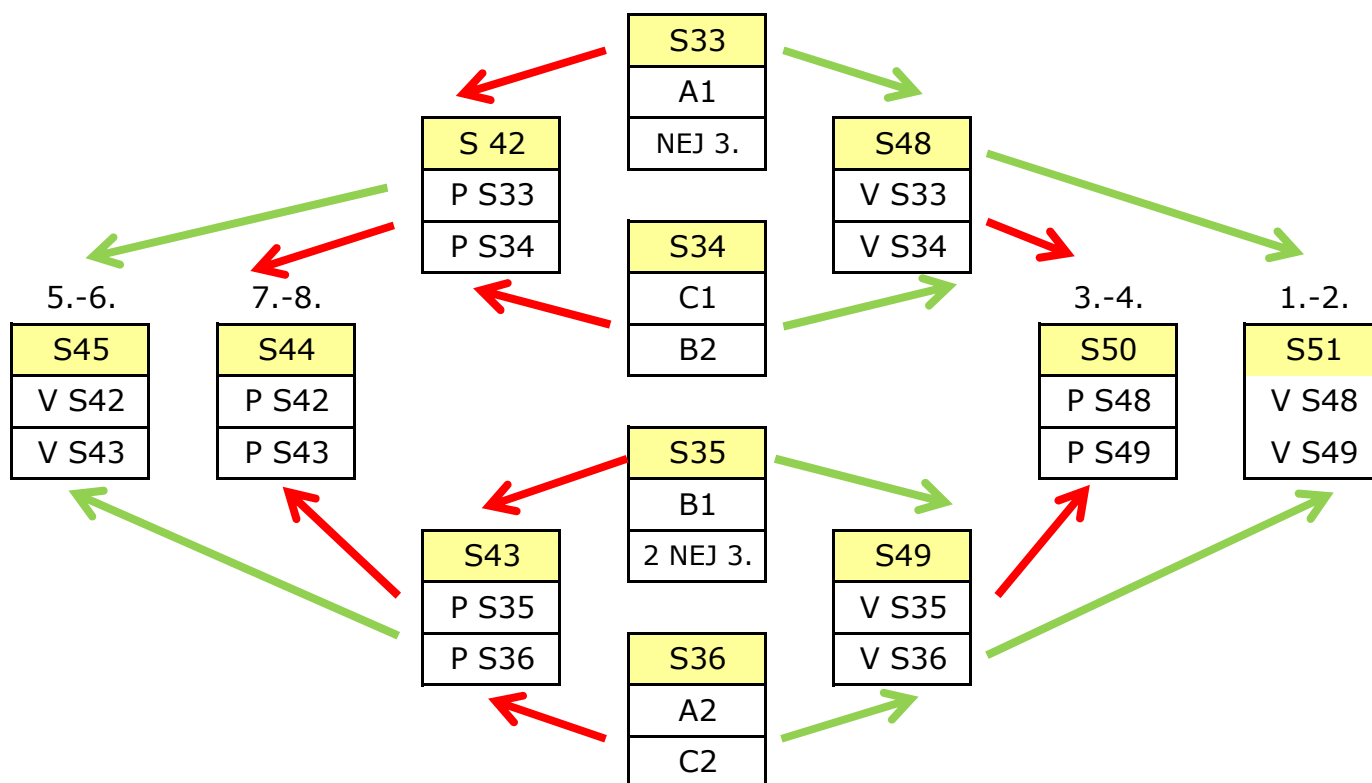 S33
A1
NEJ 3.
S 42
P S33
P S34
S48
V S33
V S34
S34
C1
B2
5.-6.
7.-8.
3.-4.
1.-2.
S45
V S42
V S43
S44
P S42
P S43
S50
P S48
P S49
S51
V S48
V S49
S35
B1
2 NEJ 3.
S43
P S35
P S36
S49
V S35
V S36
S36
A2
C2